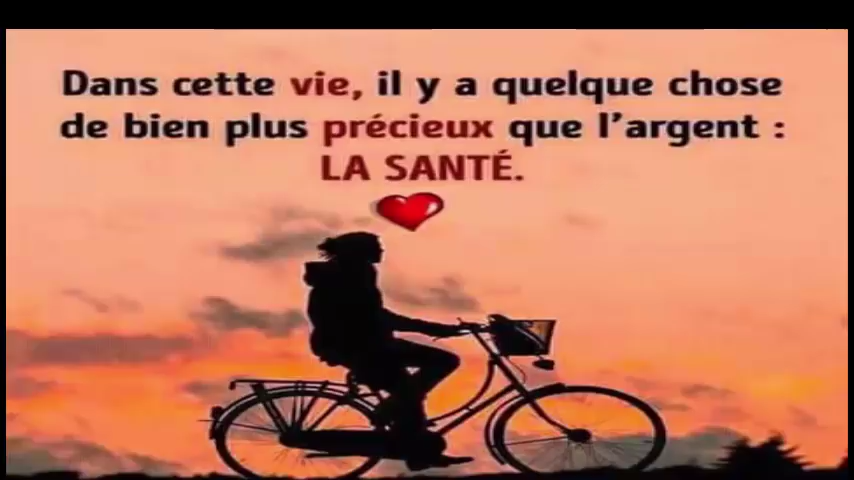 Dans cette vie, il y a quelque chose
de bien plus précieux que l'argent :
LA SANTÉ.